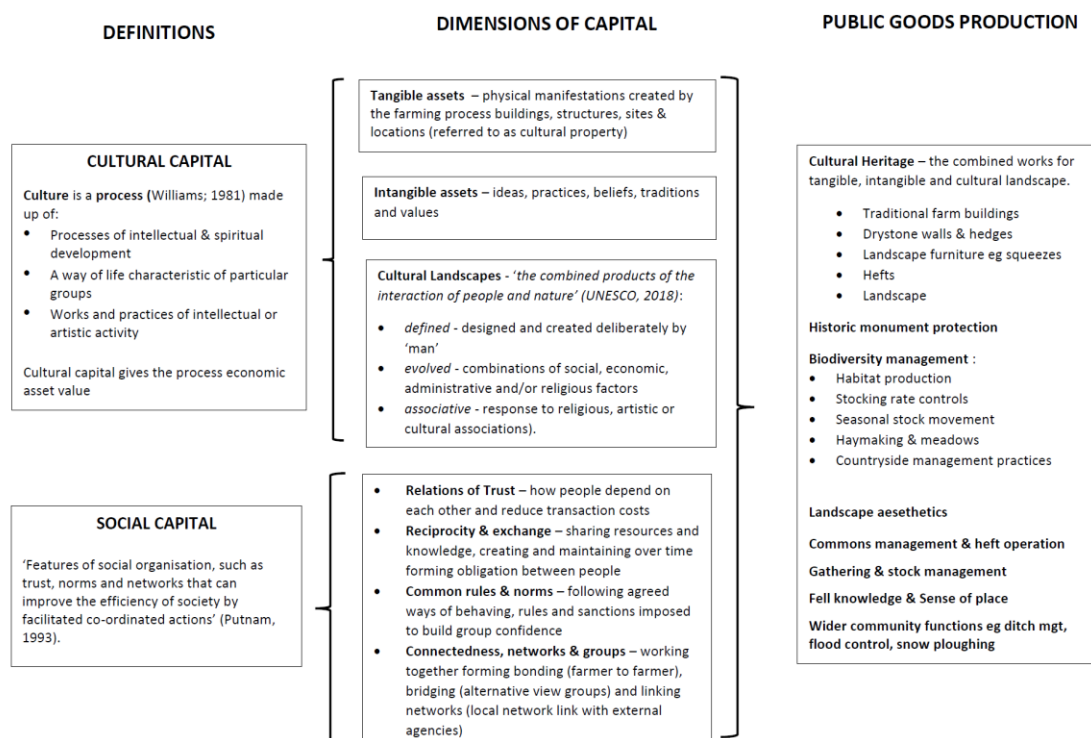 DEFINITIONS
DIMENSIONS OF CAPITAL
PUBLIC GOODS PRODUCTION
CULTURAL CAPITAL
Culture is a process (Williams; 1981) made
up of:
• Processes of intellectual & spiritual
development
• A way of life characteristic of particular
groups
• Works and practices of intellectual or
artistic activity
Cultural capital gives the process economic
asset value
SOCIAL CAPITAL
‘Features of social organisation, such as
trust, norms and networks that can
improve the efficiency of society by
facilitated co-ordinated actions’ (Putnam,
1993).
Tangible assets – physical manifestations created by
the farming process buildings, structures, sites &
locations (referred to as cultural property)
Intangible assets – ideas, practices, beliefs, traditions
and values
Cultural Landscapes - ‘the combined products of the
interaction of people and nature’ (UNESCO, 2018):
• defined - designed and created deliberately by
‘man’
• evolved - combinations of social, economic,
administrative and/or religious factors
• associative - response to religious, artistic or
cultural associations).
• Relations of Trust – how people depend on
each other and reduce transaction costs
• Reciprocity & exchange – sharing resources and
knowledge, creating and maintaining over time
forming obligation between people
• Common rules & norms – following agreed
ways of behaving, rules and sanctions imposed
to build group confidence
• Connectedness, networks & groups – working
together forming bonding (farmer to farmer),
bridging (alternative view groups) and linking
networks (local network link with external
agencies)
Cultural Heritage – the combined works for
tangible, intangible and cultural landscape.
• Traditional farm buildings
• Drystone walls & hedges
• Landscape furniture eg squeezes
• Hefts
• Landscape
Historic monument protection
Biodiversity management :
• Habitat production
• Stocking rate controls
• Seasonal stock movement
• Haymaking & meadows
• Countryside management practices
Landscape aesethetics
Commons management & heft operation
Gathering & stock management
Fell knowledge & Sense of place
Wider community functions eg ditch mgt,
flood control, snow ploughing